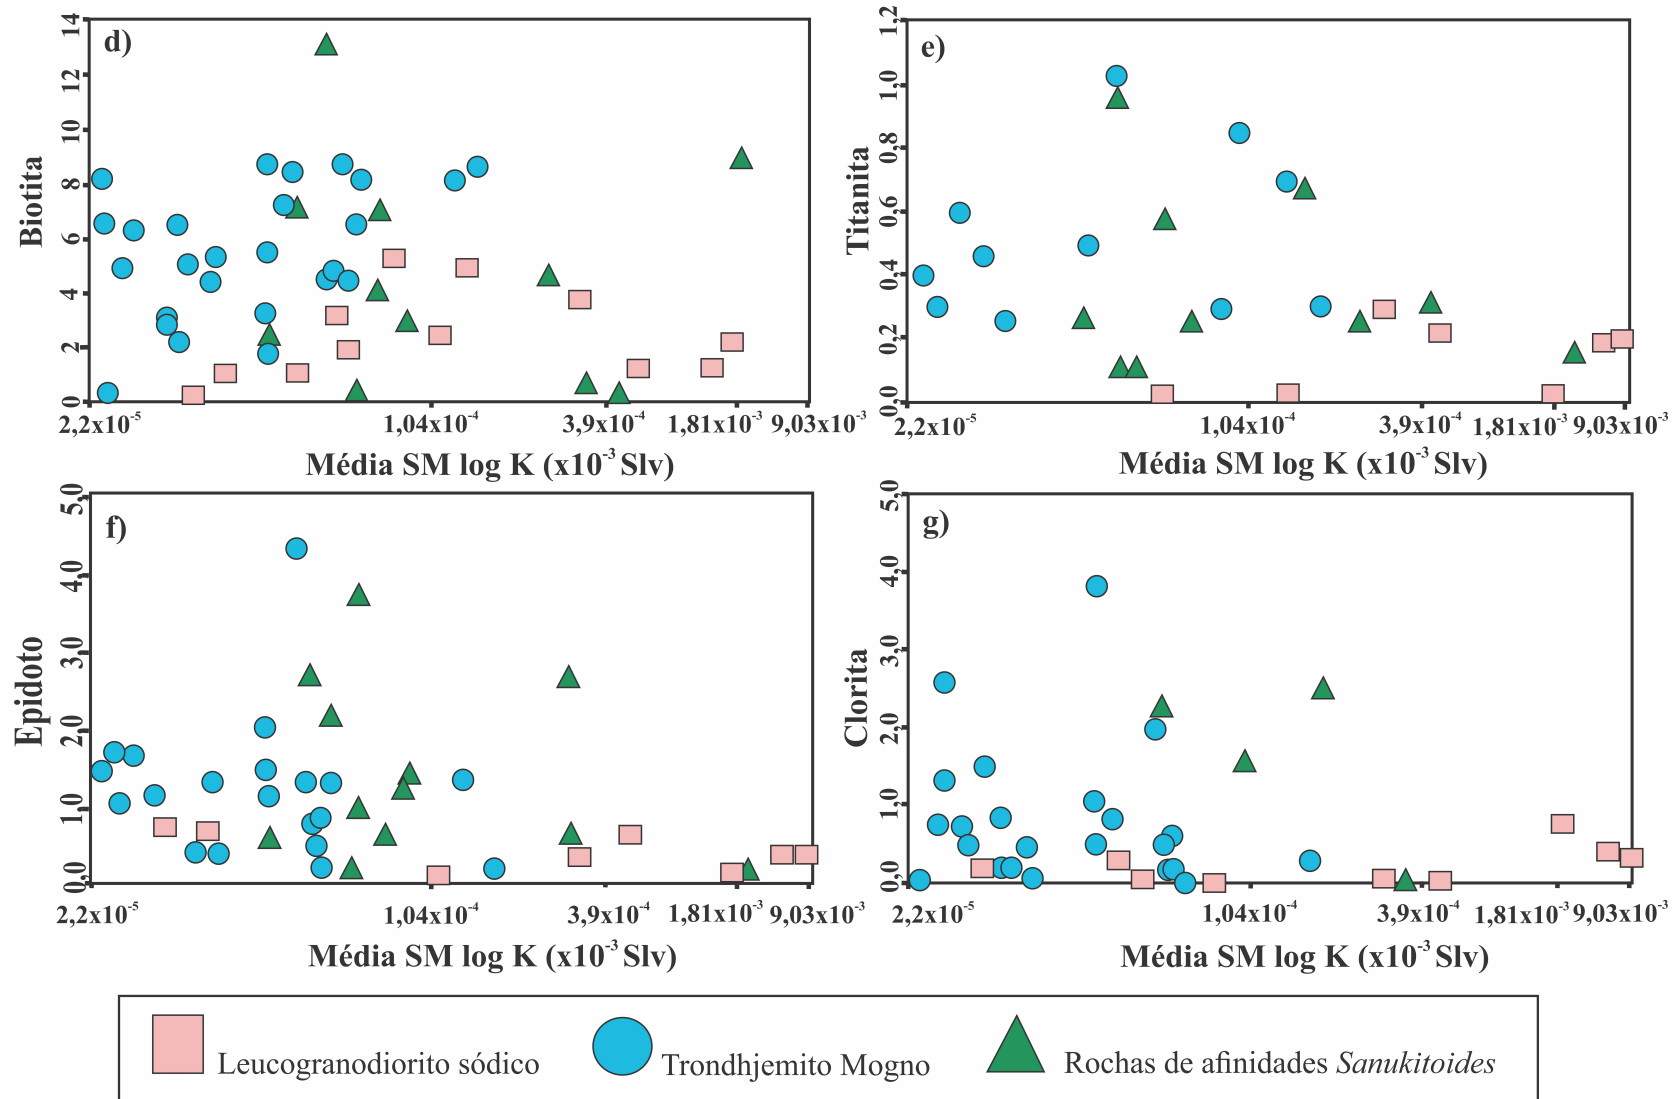 d)
14
12
10
8
6
4
2
0
Biotita
2,2x10⁻⁵ 1,04x10⁻⁴ 3,9x10⁻⁴ 1,81x10⁻³ 9,03x10⁻³
Média SM log K (x10⁻³ Slv)
e)
1,2
1,0
0,8
0,6
0,4
0,2
0,0
Titanita
2,2x10⁻⁵ 1,04x10⁻⁴ 3,9x10⁻⁴ 1,81x10⁻³ 9,03x10⁻³
Média SM log K (x10⁻³ Slv)
f)
5,0
4,0
3,0
2,0
1,0
0,0
Epidoto
2,2x10⁻⁵ 1,04x10⁻⁴ 3,9x10⁻⁴ 1,81x10⁻³ 9,03x10⁻³
Média SM log K (x10⁻³ Slv)
g)
5,0
4,0
3,0
2,0
1,0
0,0
Clorita
2,2x10⁻⁵ 1,04x10⁻⁴ 3,9x10⁻⁴ 1,81x10⁻³ 9,03x10⁻³
Média SM log K (x10⁻³ Slv)
Leucogranodiorito sódico Trondhjemito Mogno Rochas de afinidades Sanukitoides